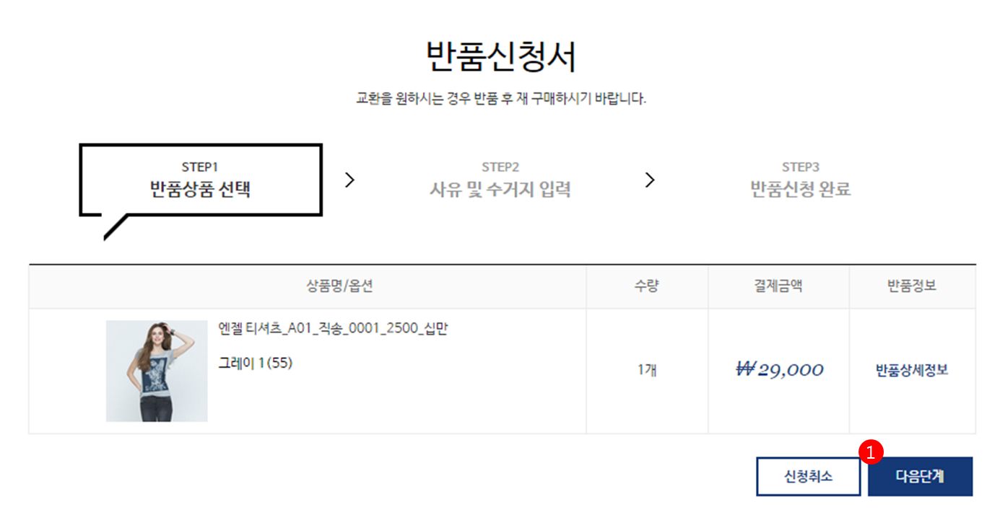 반품신청서
교환을 원하시는 경우 반품 후 재 구매하시기 바랍니다.
STEP1
반품상품 선택
>
STEP2
사유 및 수거지 입력
>
STEP3
반품신청 완료
상품명/옵션 수량 결제금액 반품정보
엔젤 티셔츠_A01_직송_0001_2500_십만
그레이 1 (55)
1개 ₩29,000 반품상세정보
1
신청취소 다음단계